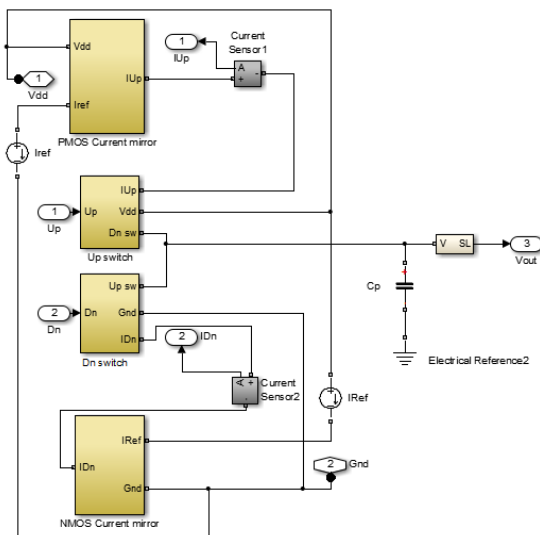 1
IUp
Current
Sensor1
A
+
-
Vdd
IUp
Iref
PMOS Current mirror
1
Vdd
Iref
IUp
1
Up
Up
Vdd
Dn sw
Up switch
V
SL
3
Vout
Up sw
2
Dn
Dn
Gnd
IDn
Dn switch
Cp
+
2
IDn
Electrical Reference2
A
+
-
Current
Sensor2
IRef
IRef
IDn
Gnd
2
Gnd
NMOS Current mirror